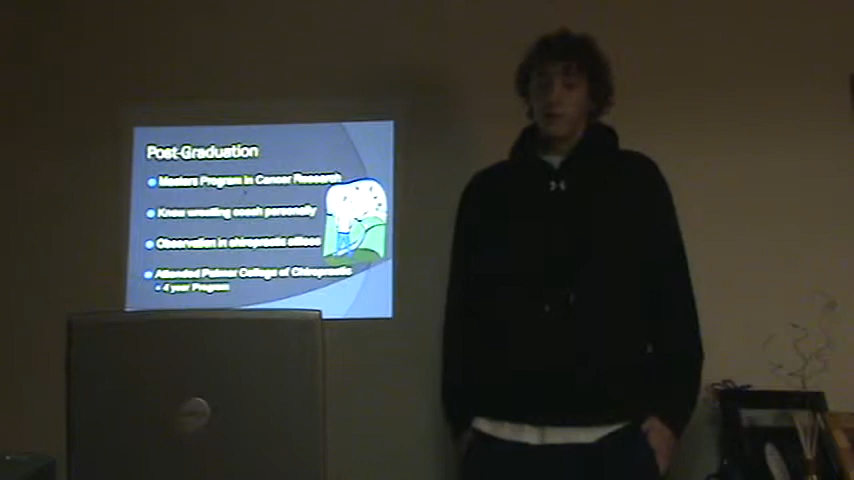 Post-Graduation
Masters Program in Cancer Research
Know wrestling coach personally
Observation in chiropractic offices
Attended Palmer College of Chiropractic
4 year Program